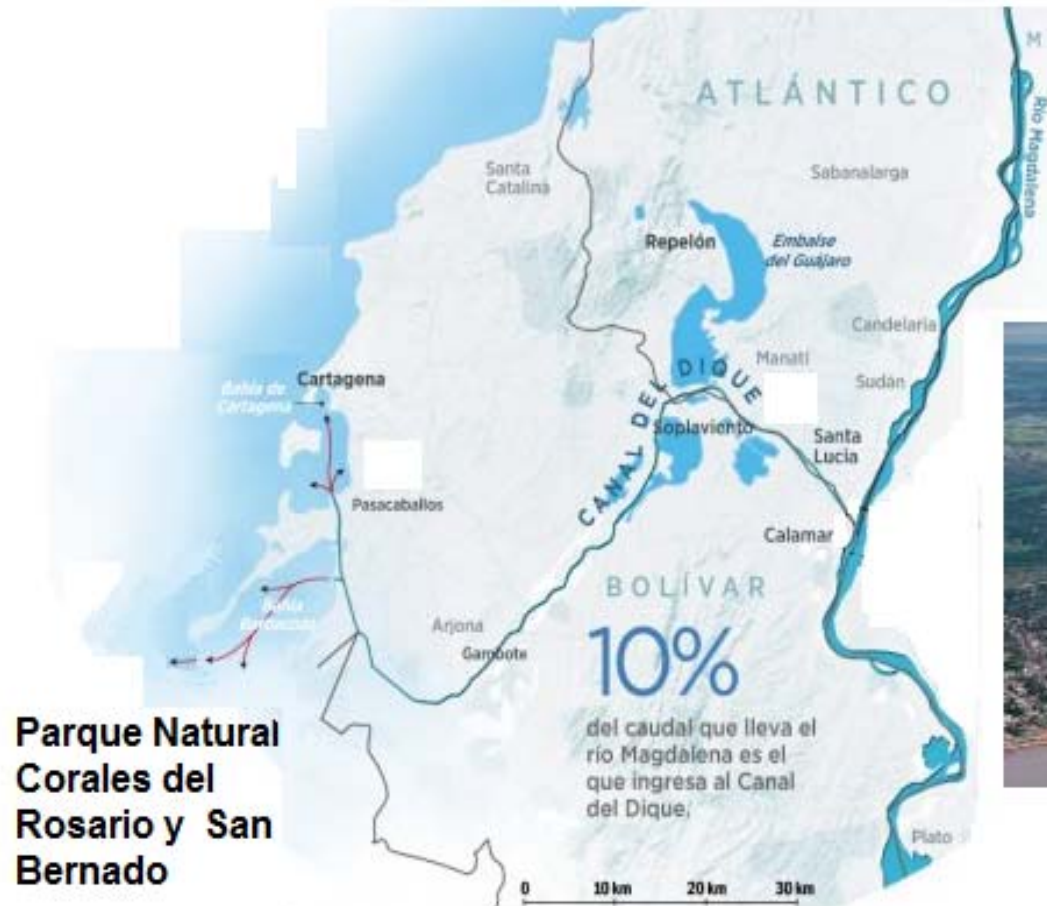 M
ATLÁNTICO
Río Magdalena
Santa
Catalina
Sabanalarga
Repelón
Embalse
del Guájaro
Candelaria
Manatí
Cartagena
Bahía de
Cartagena
Sudán
CANAL DEL DIQUE
Soplaviento
Santa
Lucía
Pasacaballos
Calamar
BOLÍVAR
Bahía
Arjona
Gambote
10%
del caudal que lleva el
río Magdalena es el
que ingresa al Canal
del Dique,
Parque Natural
Corales del
Rosario y San
Bernado
Plato
0 10 km 20 km 30 km